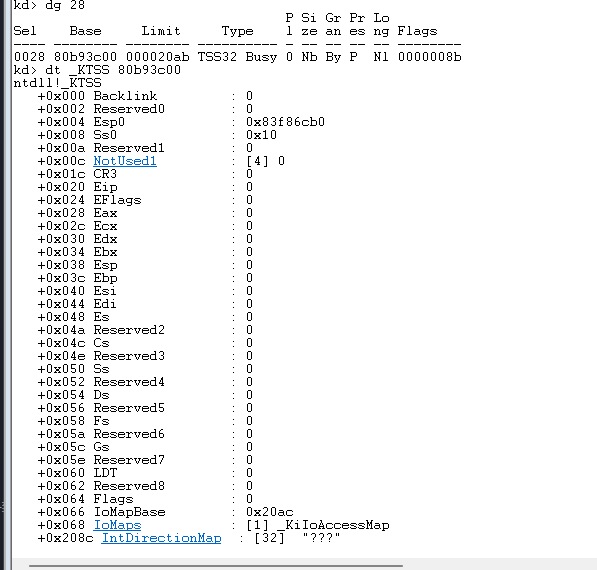 kd> dg 28
                                  P Si Gr Pr Lo
Sel    Base     Limit     Type    l ze an es ng Flags
---- -------- -------- ---------- - -- -- -- -- --------
0028 80b93c00 000020ab TSS32 Busy 0 Nb By P  Nl 0000008b
kd> dt _KTSS 80b93c00
ntdll!_KTSS
   +0x000 Backlink         : 0
   +0x002 Reserved0        : 0
   +0x004 Esp0             : 0x83f86cb0
   +0x008 Ss0              : 0x10
   +0x00a Reserved1        : 0
   +0x00c NotUsed1         : [4] 0
   +0x01c CR3              : 0
   +0x020 Eip              : 0
   +0x024 EFlags           : 0
   +0x028 Eax              : 0
   +0x02c Ecx              : 0
   +0x030 Edx              : 0
   +0x034 Ebx              : 0
   +0x038 Esp              : 0
   +0x03c Ebp              : 0
   +0x040 Esi              : 0
   +0x044 Edi              : 0
   +0x048 Es               : 0
   +0x04a Reserved2        : 0
   +0x04c Cs               : 0
   +0x04e Reserved3        : 0
   +0x050 Ss               : 0
   +0x052 Reserved4        : 0
   +0x054 Ds               : 0
   +0x056 Reserved5        : 0
   +0x058 Fs               : 0
   +0x05a Reserved6        : 0
   +0x05c Gs               : 0
   +0x05e Reserved7        : 0
   +0x060 LDT              : 0
   +0x062 Reserved8        : 0
   +0x064 Flags            : 0
   +0x066 IoMapBase        : 0x20ac
   +0x068 IoMaps           : [1] _KiIoAccessMap
   +0x208c IntDirectionMap  : [32]  "???"